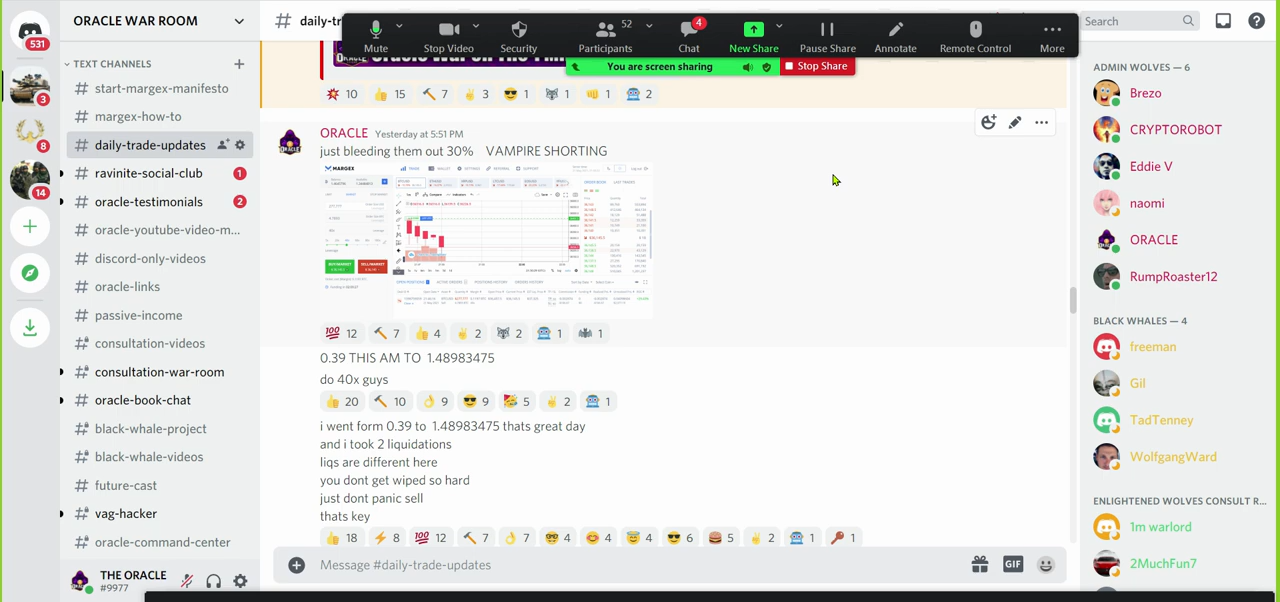 ORACLE WAR ROOM
daily-tr
52
4
Mute
Stop Video
Security
Participants
Chat
New Share
Pause Share
Annotate
Remote Control
More
You are screen sharing
Stop Share
Search
531
3
8
14
TEXT CHANNELS
start-margex-manifesto
margex-how-to
daily-trade-updates
ravinite-social-club
1
oracle-testimonials
2
oracle-youtube-video-m...
discord-only-videos
oracle-links
passive-income
consultation-videos
consultation-war-room
oracle-book-chat
black-whale-project
black-whale-videos
future-cast
vag-hacker
oracle-command-center
THE ORACLE
#9977
10 15 7 3 1 1 1 2
ORACLE Yesterday at 5:51 PM
just bleeding them out 30% VAMPIRE SHORTING
MARGEX
12 7 4 2 2 1 1
0.39 THIS AM TO 1.48983475
do 40x guys
20 10 9 9 5 2 1
i went form 0.39 to 1.48983475 thats great day
and i took 2 liquidations
liqs are different here
you dont get wiped so hard
just dont panic sell
thats key
18 8 12 7 7 4 4 4 6 5 2 1 1
Message #daily-trade-updates
GIF
ADMIN WOLVES — 6
Brezo
CRYPTOROBOT
Eddie V
naomi
ORACLE
RumpRoaster12
BLACK WHALES — 4
freeman
Gil
TadTenney
WolfgangWard
ENLIGHTENED WOLVES CONSULT R...
1m warlord
2MuchFun7